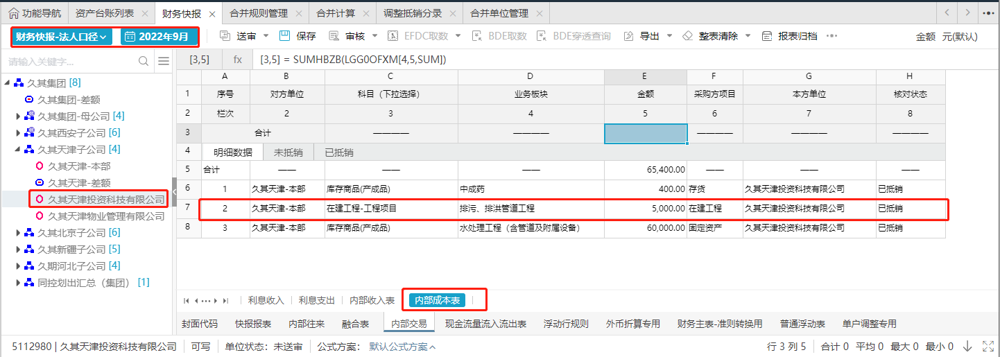 功能导航 资产台账列表 × 财务快报 × 合并规则管理 × 合并计算 × 调整抵销分录 × 合并单位管理 ×
财务快报-法人口径 2022年9月 送审 保存 审核 EFDC取数 BDE取数 BDE穿透查询 导出 整表清除 报表归档 金额 元(默认)
请输入关键字...
[3,5] fx [3,5] = SUMHBZB(LGG0OFXM[4,5,SUM])
久其集团 [8]
久其集团-差额
久其集团-母公司 [4]
久其西安子公司 [6]
久其天津子公司 [4]
久其天津-本部
久其天津-差额
久其天津投资科技有限公司
久其天津物业管理有限公司
久其北京子公司 [6]
久其新疆子公司 [5]
久期河北子公司 [4]
同控划出汇总（集团） [1]
A B C D E F G H
1 序号 对方单位 科目（下拉选择） 业务板块 金额 采购方项目 本方单位 核对状态
2 栏次 2 3 4 5 6 7 8
3 合计 ———— ———— ———— ———— ————
4 明细数据 未抵销 已抵销
5 合计 —— —— —— 65,400.00 —— —— ——
6 1 久其天津-本部 库存商品(产成品) 中成药 400.00 存货 久其天津投资科技有限公司 已抵销
7 2 久其天津-本部 在建工程-工程项目 排污、排洪管道工程 5,000.00 在建工程 久其天津投资科技有限公司 已抵销
8 3 久其天津-本部 库存商品(产成品) 水处理工程（含管道及附属设备） 60,000.00 固定资产 久其天津投资科技有限公司 已抵销
利息收入 利息支出 内部收入表 内部成本表
封面代码 快报报表 内部往来 融合表 内部交易 现金流量流入流出表 浮动行规则 外币折算专用 财务主表-准则转换用 普通浮动表 单户调整专用
5112980 | 久其天津投资科技有限公司 可写 单位状态：未送审 公式方案： 默认公式方案 行 3 列 5 合计 0 平均 0 最大 0 最小 0